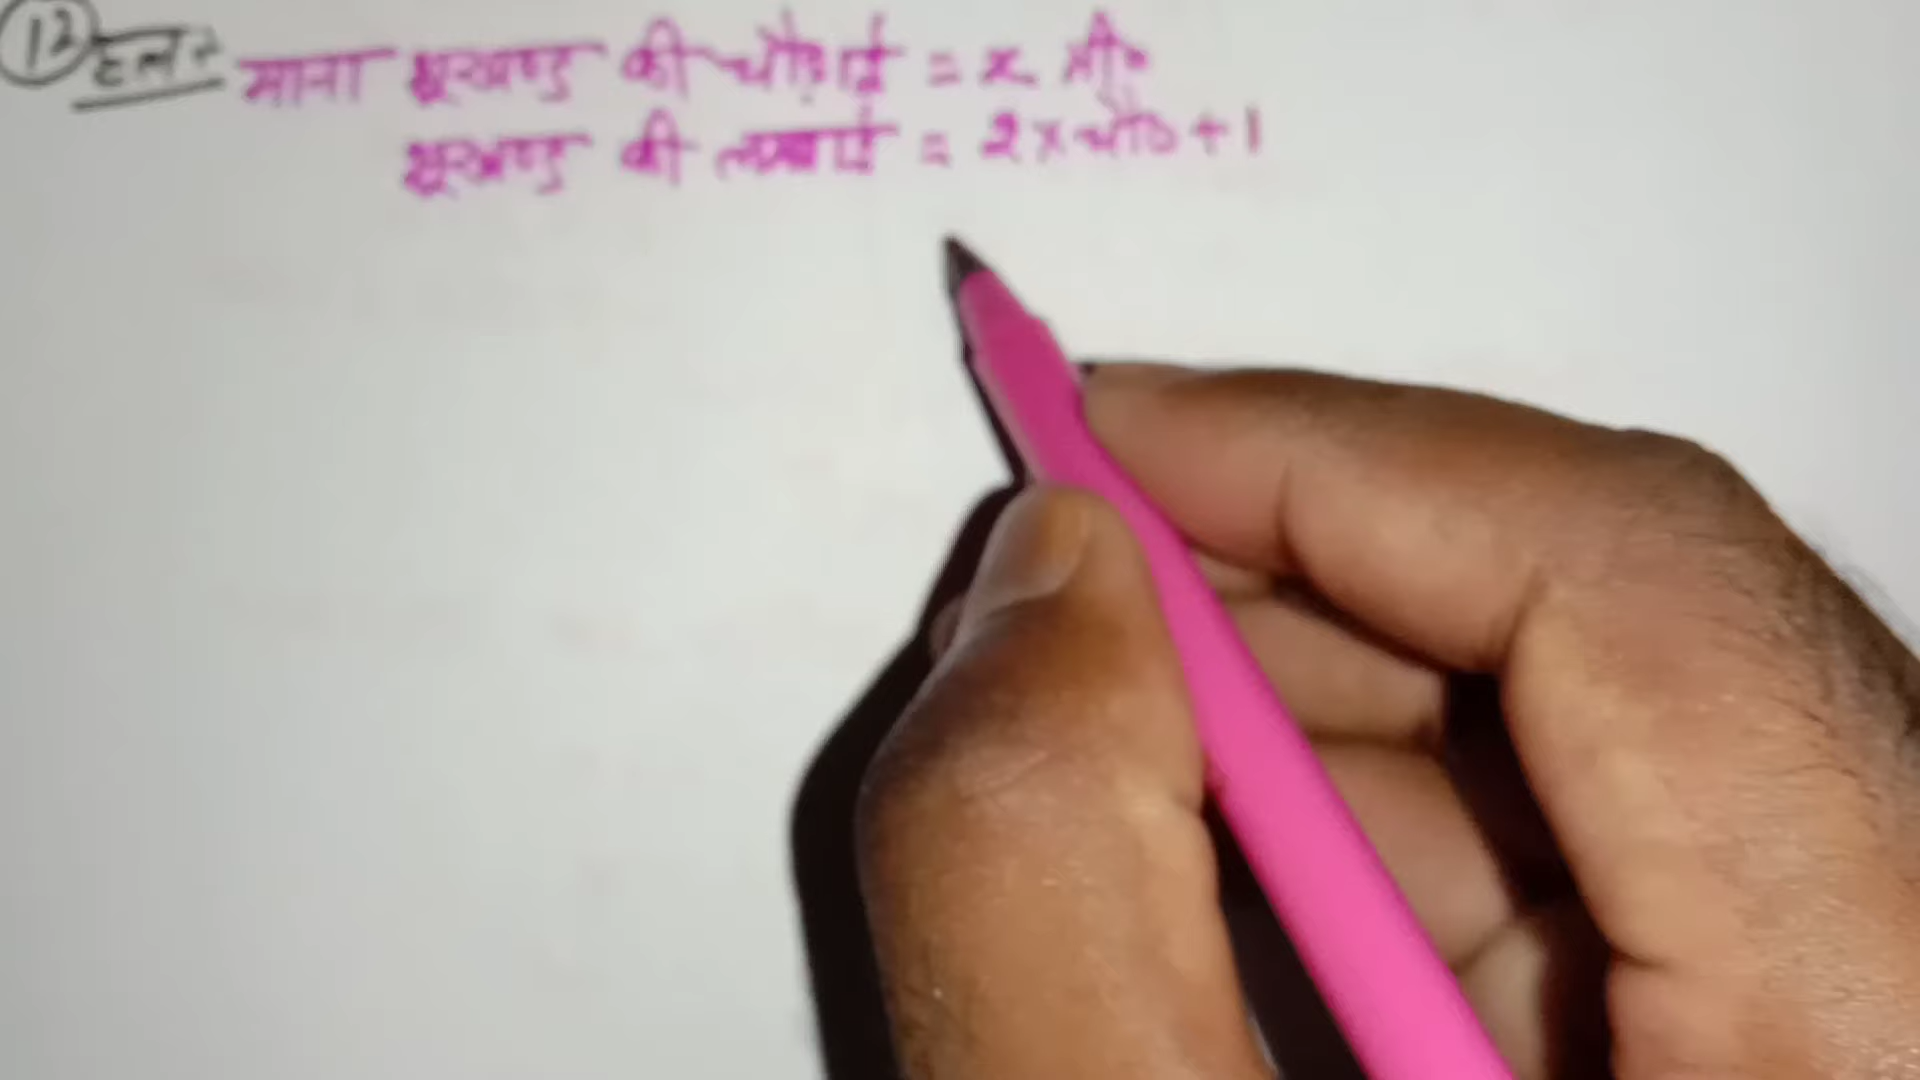 12 हल:- माना भूखण्ड की चौड़ाई = x मी०
भूखण्ड की लम्बाई = 2 x चौ० + 1